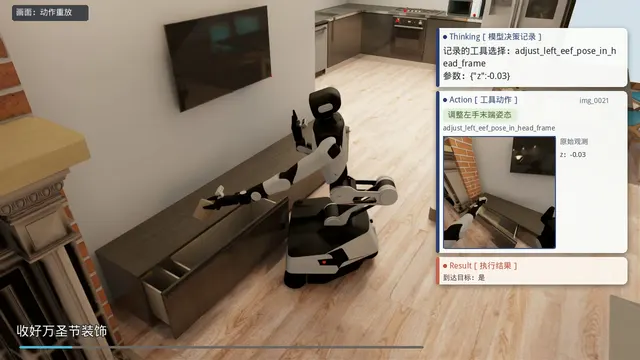 画面：动作重放
Thinking [ 模型决策记录 ]
记录的工具选择：adjust_left_eef_pose_in_h
ead_frame
参数：{"z":-0.03}
Action [ 工具动作 ]
img_0021
调整左手末端姿态
adjust_left_eef_pose_in_head_frame
原始观测
z: -0.03
Result [ 执行结果 ]
到达目标：是
收好万圣节装饰